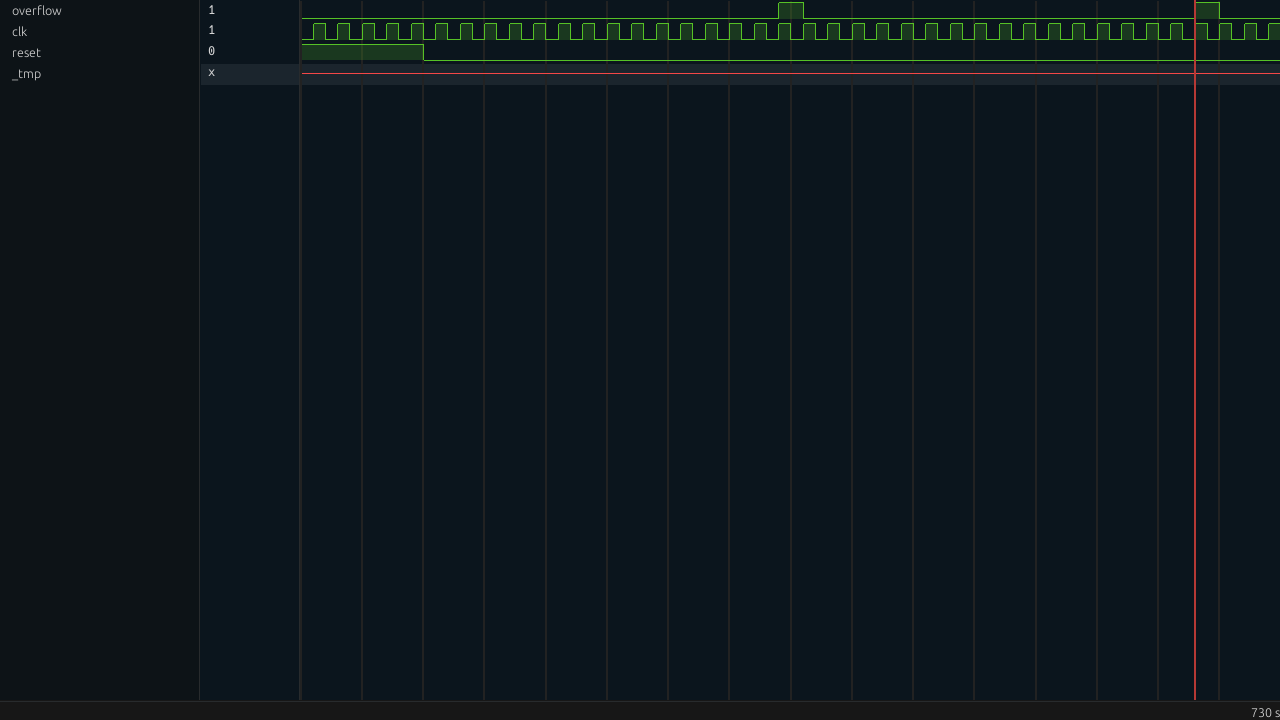 overflow 1
clk 1
reset 0
_tmp x
730 s